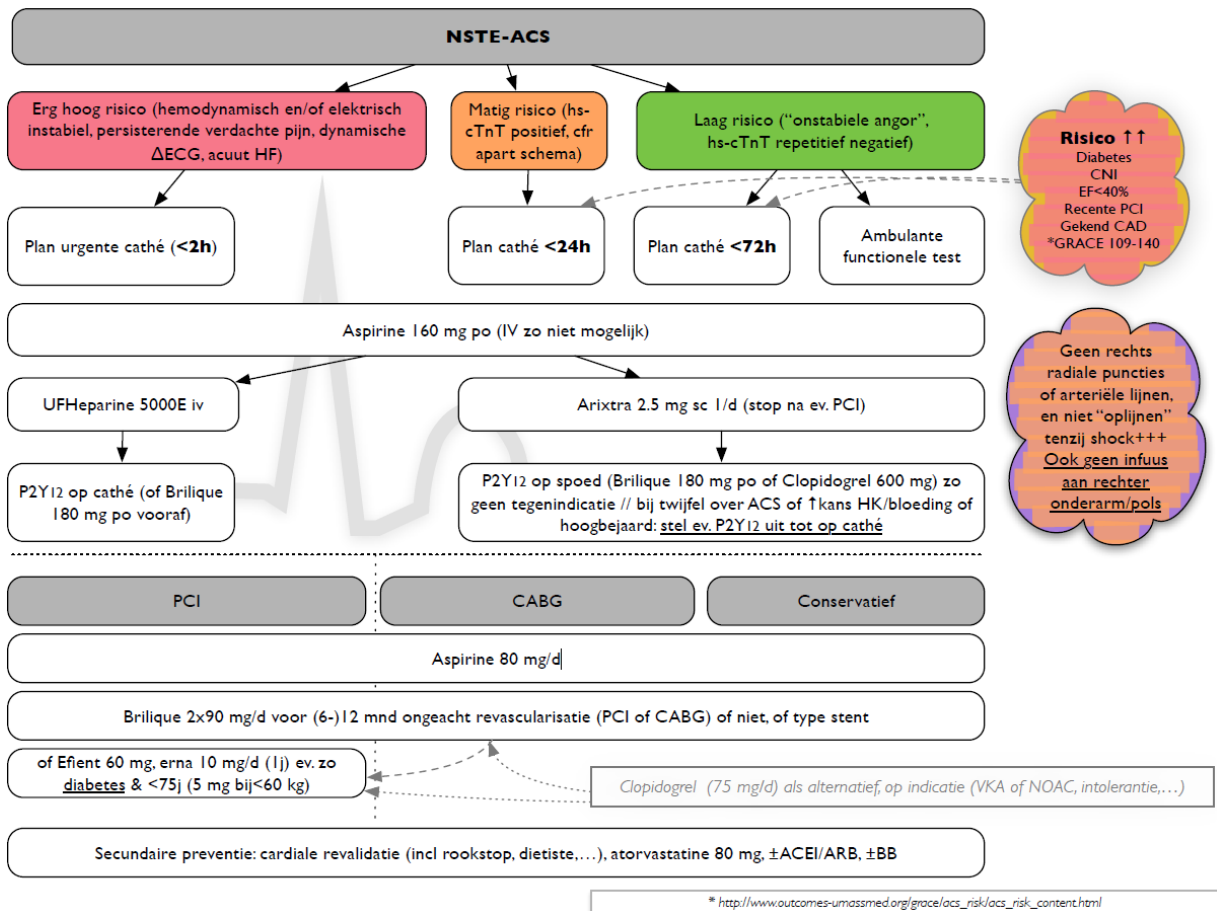 NSTE-ACS
Erg hoog risico (hemodynamisch en/of elektrisch
instabiel, persisterende verdachte pijn, dynamische
ΔECG, acuut HF)
Matig risico (hs-
cTnT positief, cfr
apart schema)
Laag risico (“onstabiele angor”,
hs-cTnT repetitief negatief)
Risico ↑↑
Diabetes
CNI
EF<40%
Recente PCI
Gekend CAD
*GRACE 109-140
Plan urgente cathé (<2h)
Plan cathé <24h
Plan cathé <72h
Ambulante
functionele test
Aspirine 160 mg po (IV zo niet mogelijk)
Geen rechts
radiale puncties
of arteriële lijnen,
en niet “oplijnen”
tenzij shock+++
Ook geen infuus
aan rechter
onderarm/pols
UFHeparine 5000E iv
Arixtra 2.5 mg sc 1/d (stop na ev. PCI)
P2Y12 op cathé (of Brilique
180 mg po vooraf)
P2Y12 op spoed (Brilique 180 mg po of Clopidogrel 600 mg) zo
geen tegenindicatie // bij twijfel over ACS of ↑kans HK/bloeding of
hoogbejaard: stel ev. P2Y12 uit tot op cathé
PCI
CABG
Conservatief
Aspirine 80 mg/d
Brilique 2x90 mg/d voor (6-)12 mnd ongeacht revascularisatie (PCI of CABG) of niet, of type stent
of Efient 60 mg, erna 10 mg/d (1j) ev. zo
diabetes & <75j (5 mg bij<60 kg)
Clopidogrel (75 mg/d) als alternatief, op indicatie (VKA of NOAC, intolerantie,…)
Secundaire preventie: cardiale revalidatie (incl rookstop, dietiste,…), atorvastatine 80 mg, ±ACEI/ARB, ±BB
* http://www.outcomes-umassmed.org/grace/acs_risk/acs_risk_content.html